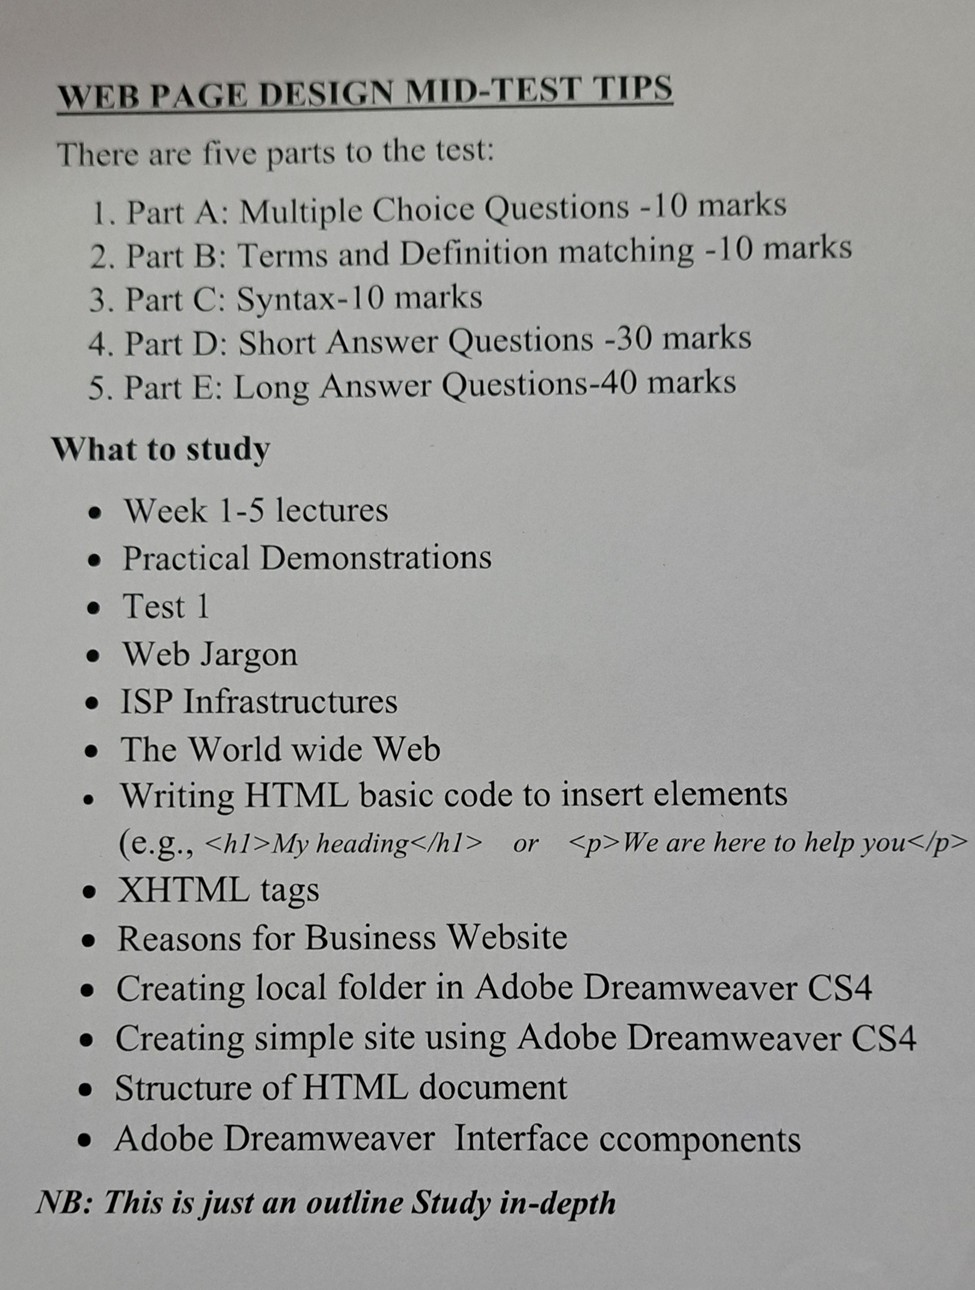 WEB PAGE DESIGN MID-TEST TIPS
There are five parts to the test:
1. Part A: Multiple Choice Questions -10 marks
2. Part B: Terms and Definition matching -10 marks
3. Part C: Syntax-10 marks
4. Part D: Short Answer Questions -30 marks
5. Part E: Long Answer Questions-40 marks
What to study
• Week 1-5 lectures
• Practical Demonstrations
• Test 1
• Web Jargon
• ISP Infrastructures
• The World wide Web
• Writing HTML basic code to insert elements
(e.g., <h1>My heading</h1> or <p>We are here to help you</p>
• XHTML tags
• Reasons for Business Website
• Creating local folder in Adobe Dreamweaver CS4
• Creating simple site using Adobe Dreamweaver CS4
• Structure of HTML document
• Adobe Dreamweaver Interface ccomponents
NB: This is just an outline Study in-depth